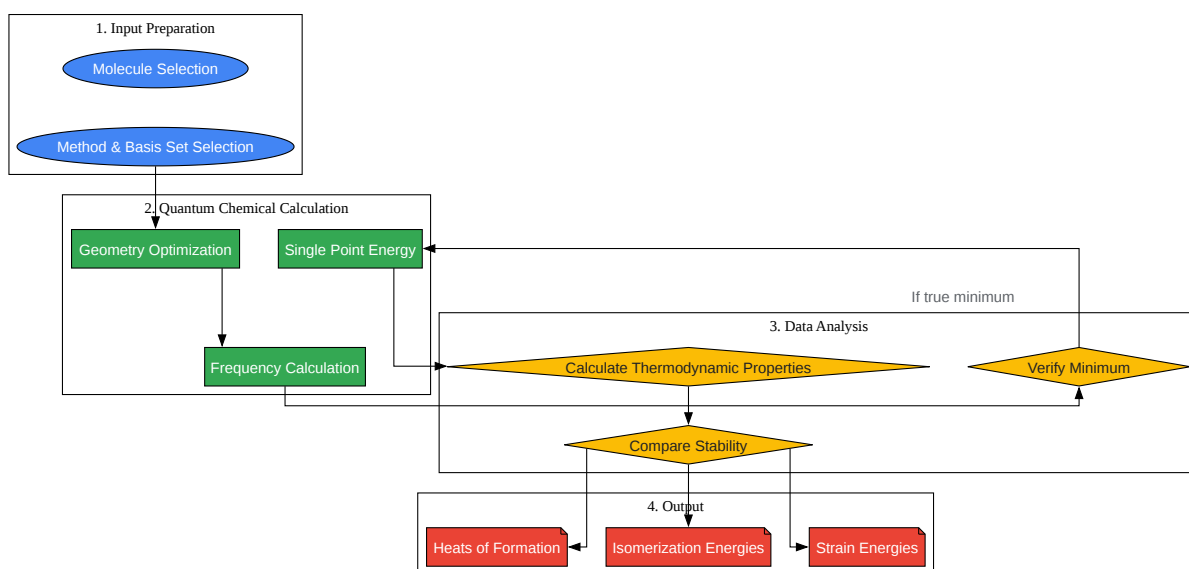 1. Input Preparation
Molecule Selection
Method & Basis Set Selection
2. Quantum Chemical Calculation
Geometry Optimization
Single Point Energy
If true minimum
3. Data Analysis
Frequency Calculation
Calculate Thermodynamic Properties
Verify Minimum
Compare Stability
4. Output
Heats of Formation
Isomerization Energies
Strain Energies